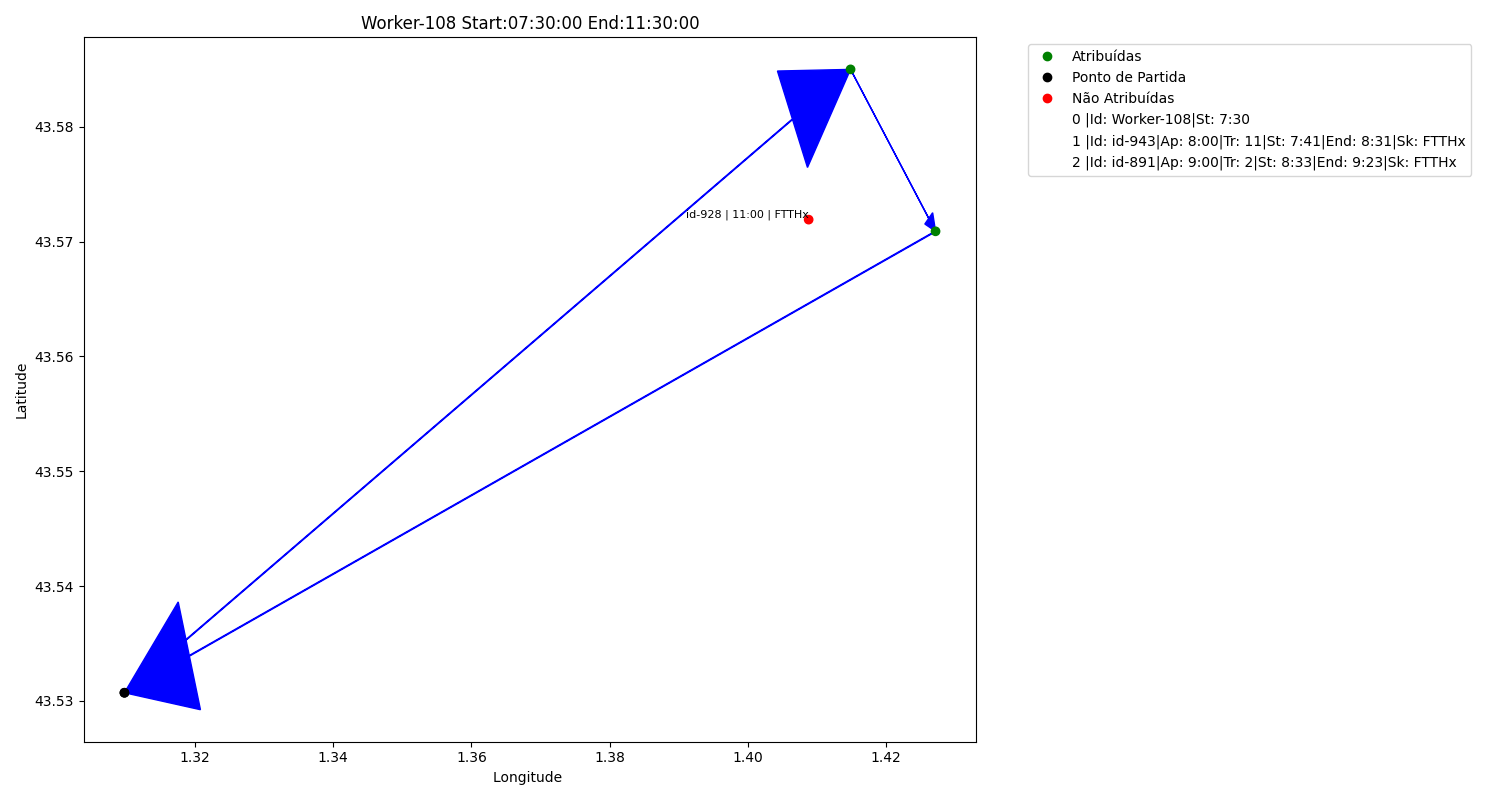 Worker-108 Start:07:30:00 End:11:30:00
Atribuídas
Ponto de Partida
Não Atribuídas
0 |Id: Worker-108|St: 7:30
1 |Id: id-943|Ap: 8:00|Tr: 11|St: 7:41|End: 8:31|Sk: FTTHx
2 |Id: id-891|Ap: 9:00|Tr: 2|St: 8:33|End: 9:23|Sk: FTTHx
43.58
id-928 | 11:00 | FTTHx
43.57
43.56
Latitude
43.55
43.54
43.53
1.32 1.34 1.36 1.38 1.40 1.42
Longitude